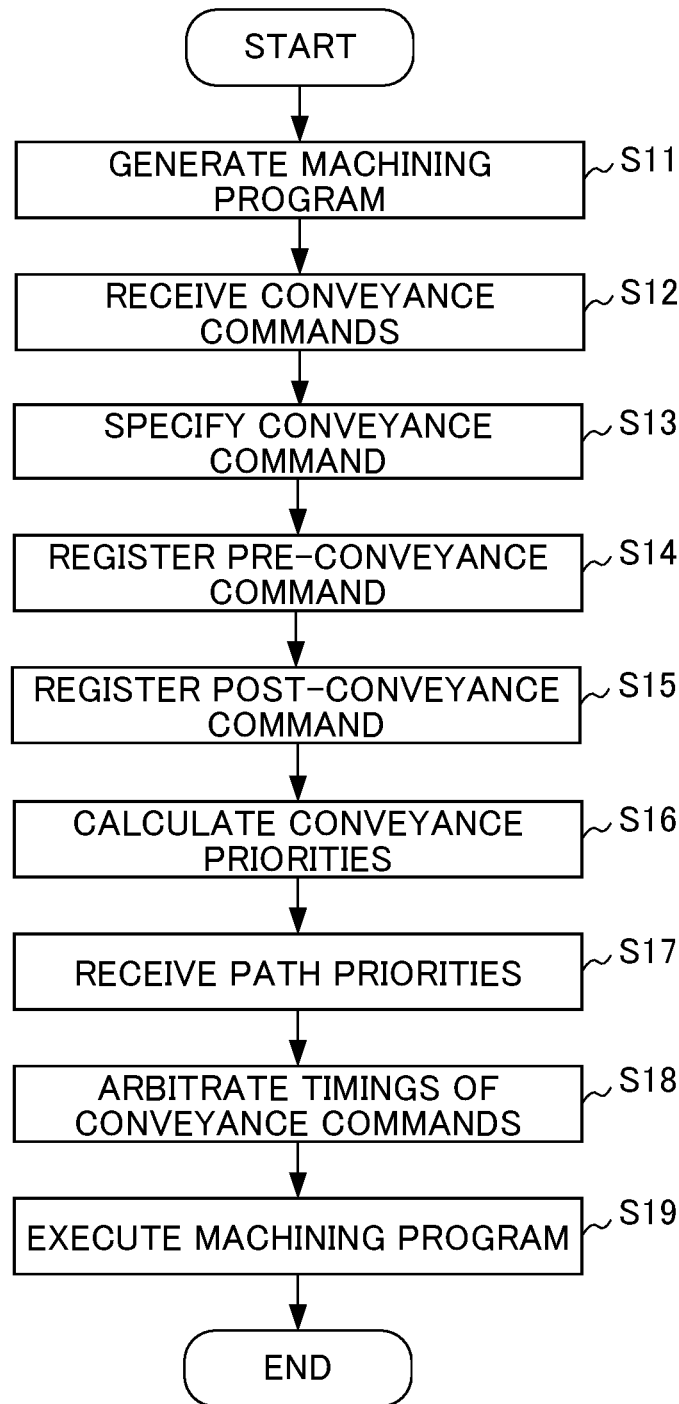 START
GENERATE MACHINING
PROGRAM
S11
RECEIVE CONVEYANCE
COMMANDS
S12
SPECIFY CONVEYANCE
COMMAND
S13
REGISTER PRE-CONVEYANCE
COMMAND
S14
REGISTER POST-CONVEYANCE
COMMAND
S15
CALCULATE CONVEYANCE
PRIORITIES
S16
RECEIVE PATH PRIORITIES
S17
ARBITRATE TIMINGS OF
CONVEYANCE COMMANDS
S18
EXECUTE MACHINING PROGRAM
S19
END